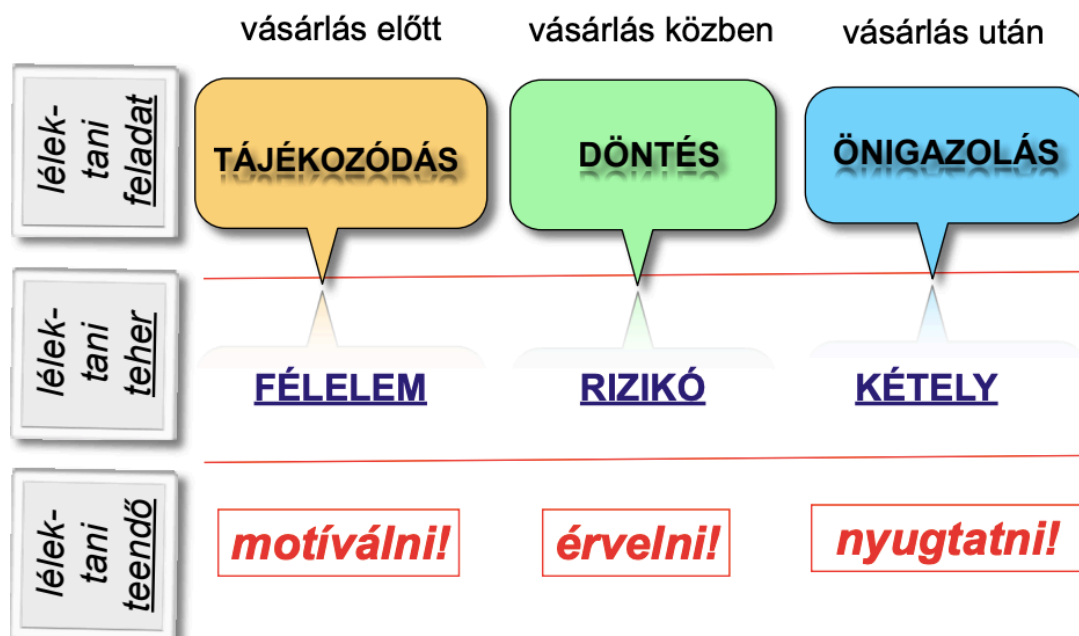 vásárlás előtt vásárlás közben vásárlás után
lélek-
tani
feladat
TÁJÉKOZÓDÁS DÖNTÉS ÖNIGAZOLÁS
lélek-
tani
teher
FÉLELEM RIZIKÓ KÉTELY
lélek-
tani
teendő
motíválni! érvelni! nyugtatni!